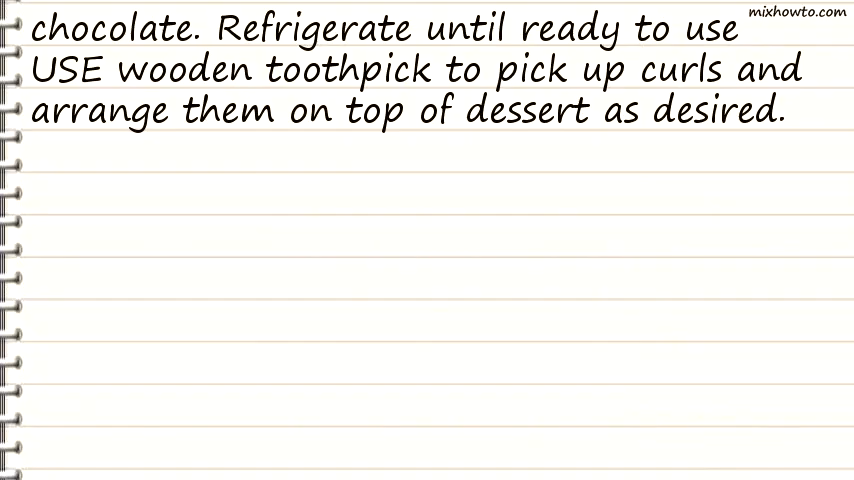 mixhowto.com
chocolate. Refrigerate until ready to use
USE wooden toothpick to pick up curls and
arrange them on top of dessert as desired.